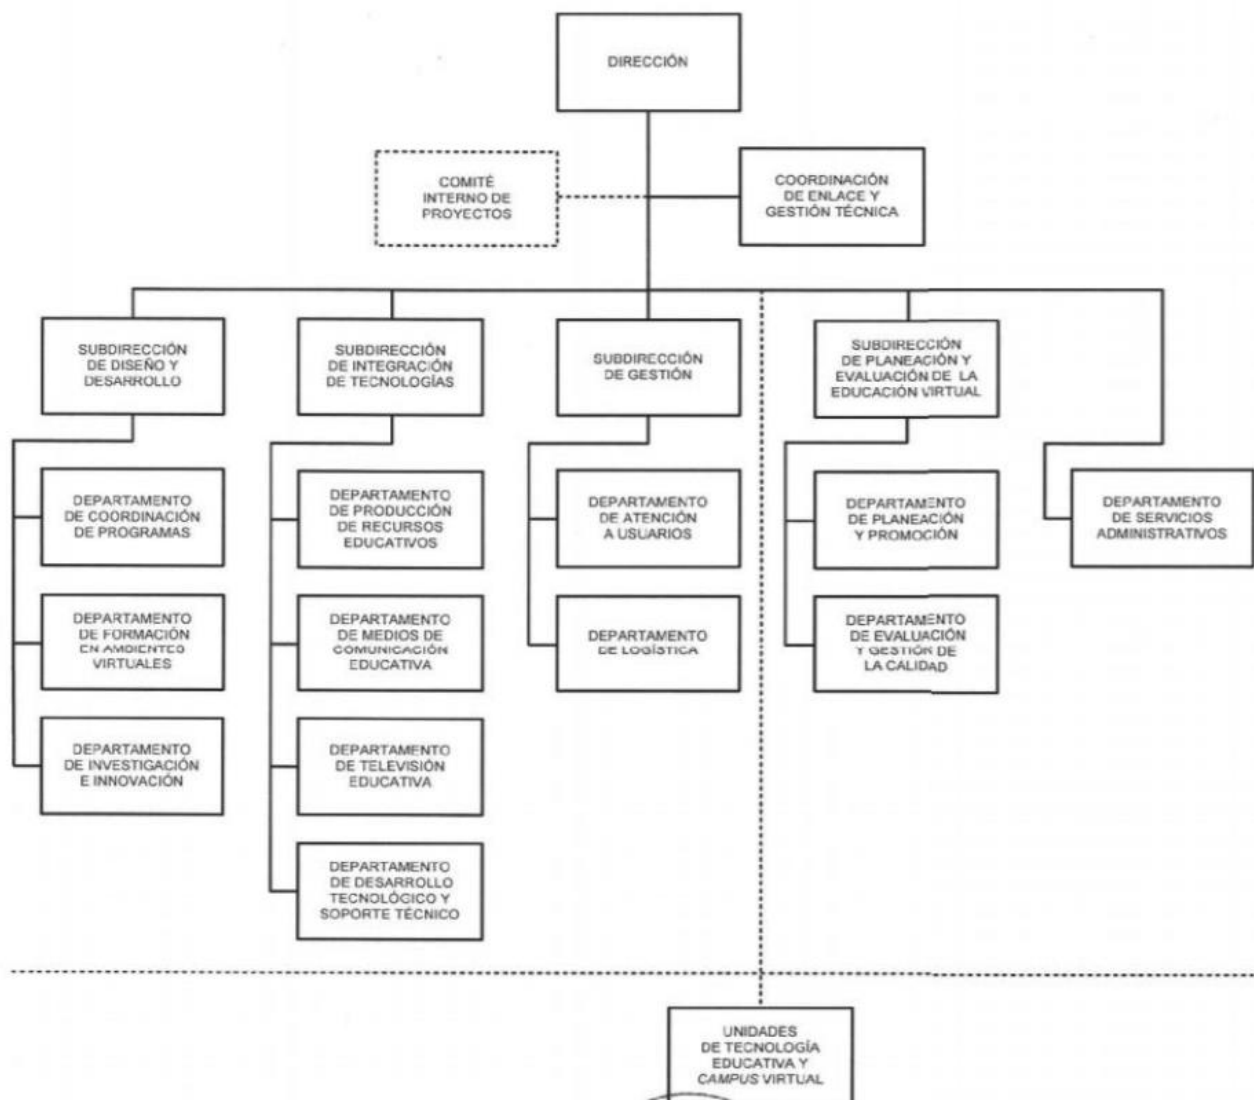 DIRECCIÓN
COMITÉ
INTERNO DE
PROYECTOS
COORDINACIÓN
DE ENLACE Y
GESTIÓN TÉCNICA
SUBDIRECCIÓN
DE DISEÑO Y
DESARROLLO
SUBDIRECCIÓN
DE INTEGRACIÓN
DE TECNOLOGÍAS
SUBDIRECCIÓN
DE GESTIÓN
SUBDIRECCIÓN
DE PLANEACIÓN Y
EVALUACIÓN DE LA
EDUCACIÓN VIRTUAL
DEPARTAMENTO
DE COORDINACIÓN
DE PROGRAMAS
DEPARTAMENTO
DE PRODUCCIÓN
DE RECURSOS
EDUCATIVOS
DEPARTAMENTO
DE ATENCIÓN
A USUARIOS
DEPARTAMENTO
DE PLANEACIÓN
Y PROMOCIÓN
DEPARTAMENTO
DE SERVICIOS
ADMINISTRATIVOS
DEPARTAMENTO
DE FORMACIÓN
EN AMBIENTES
VIRTUALES
DEPARTAMENTO
DE MEDIOS DE
COMUNICACIÓN
EDUCATIVA
DEPARTAMENTO
DE LOGÍSTICA
DEPARTAMENTO
DE EVALUACIÓN
Y GESTIÓN DE
LA CALIDAD
DEPARTAMENTO
DE INVESTIGACIÓN
E INNOVACIÓN
DEPARTAMENTO
DE TELEVISIÓN
EDUCATIVA
DEPARTAMENTO
DE DESARROLLO
TECNOLÓGICO Y
SOPORTE TÉCNICO
UNIDADES
DE TECNOLOGÍA
EDUCATIVA Y
CAMPUS VIRTUAL